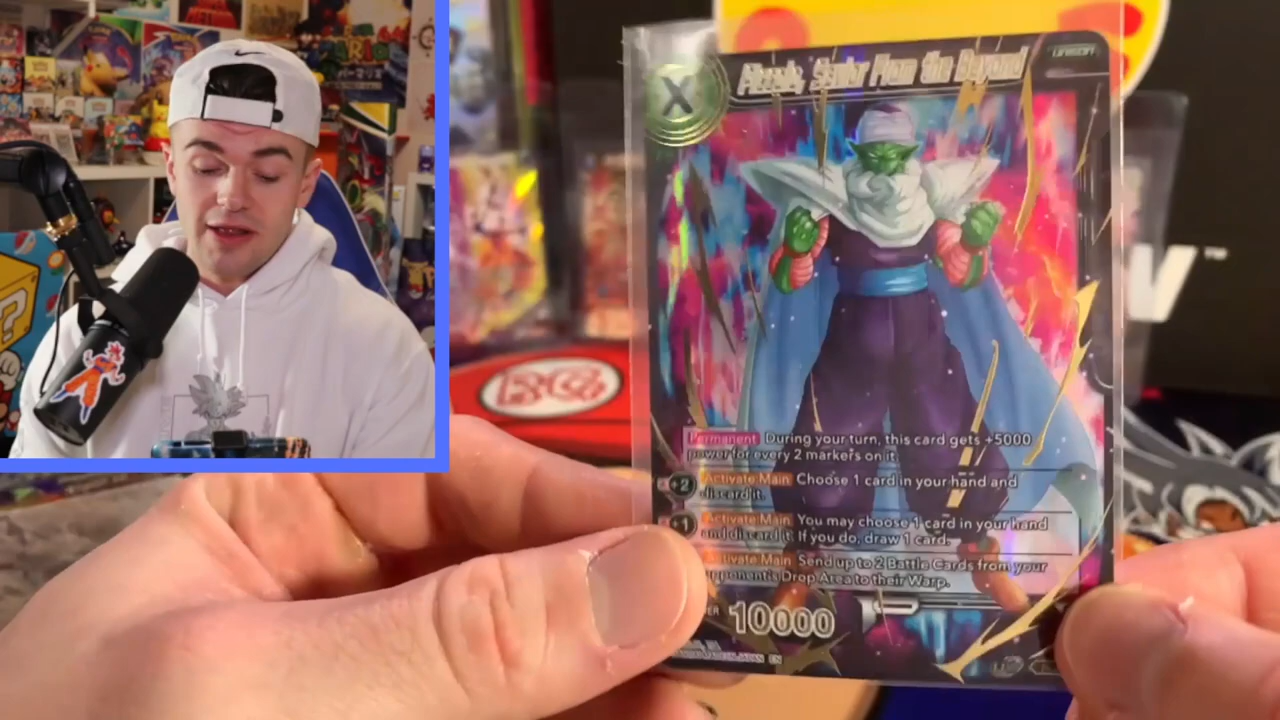 X
Piccolo, Savior From the Beyond
UNISON
Permanent During your turn, this card gets +5000
power for every 2 markers on it.
+2 Activate Main Choose 1 card in your hand and
discard it.
+1 Activate Main You may choose 1 card in your hand
and discard it. If you do, draw 1 card.
Activate Main Send up to 2 Battle Cards from your
opponent's Drop Area to their Warp.
10000